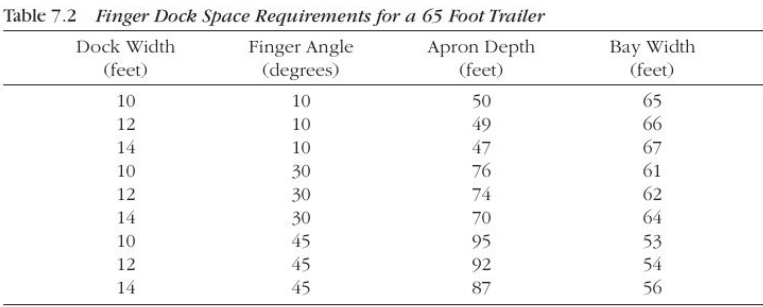 Table 7.2 Finger Dock Space Requirements for a 65 Foot Trailer
Dock Width Finger Angle Apron Depth Bay Width
(feet) (degrees) (feet) (feet)
10 10 50 65
12 10 49 66
14 10 47 67
10 30 76 61
12 30 74 62
14 30 70 64
10 45 95 53
12 45 92 54
14 45 87 56